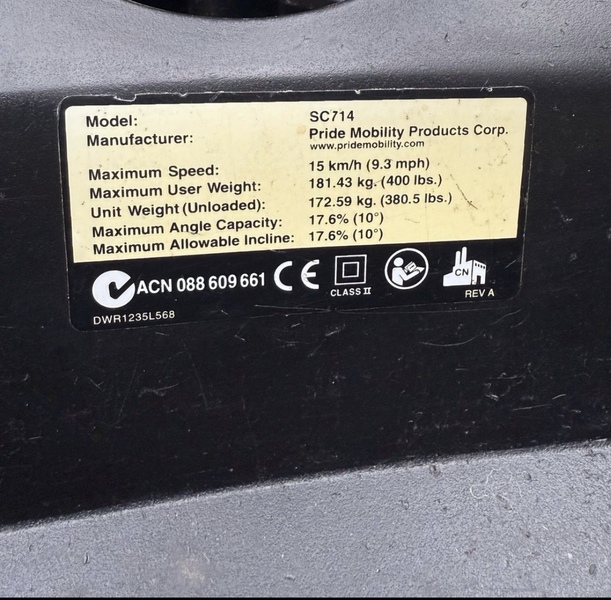 Model: SC714
Manufacturer: Pride Mobility Products Corp.
www.pridemobility.com
Maximum Speed: 15 km/h (9.3 mph)
Maximum User Weight: 181.43 kg. (400 lbs.)
Unit Weight (Unloaded): 172.59 kg. (380.5 lbs.)
Maximum Angle Capacity: 17.6% (10°)
Maximum Allowable Incline: 17.6% (10°)
ACN 088 609 661 CE CN
CLASS II REV A
DWR1235L568